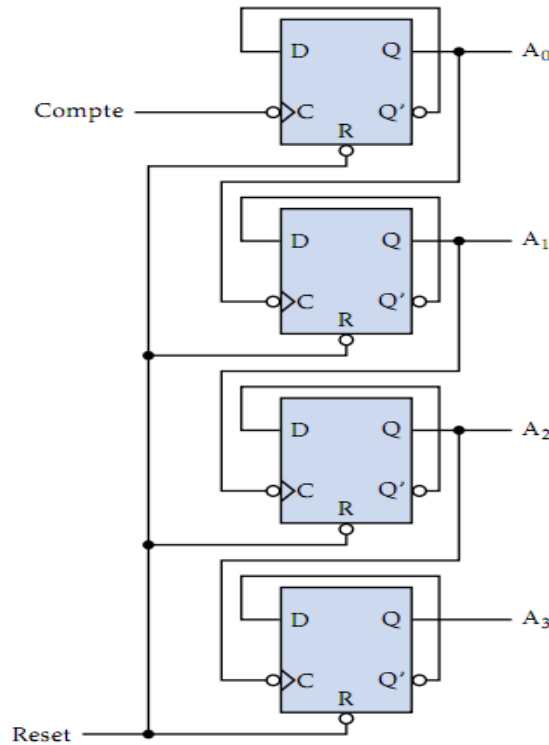 D Q A₀
Compte C Q'
R
D Q A₁
C Q'
R
D Q A₂
C Q'
R
D Q A₃
C Q'
R
Reset